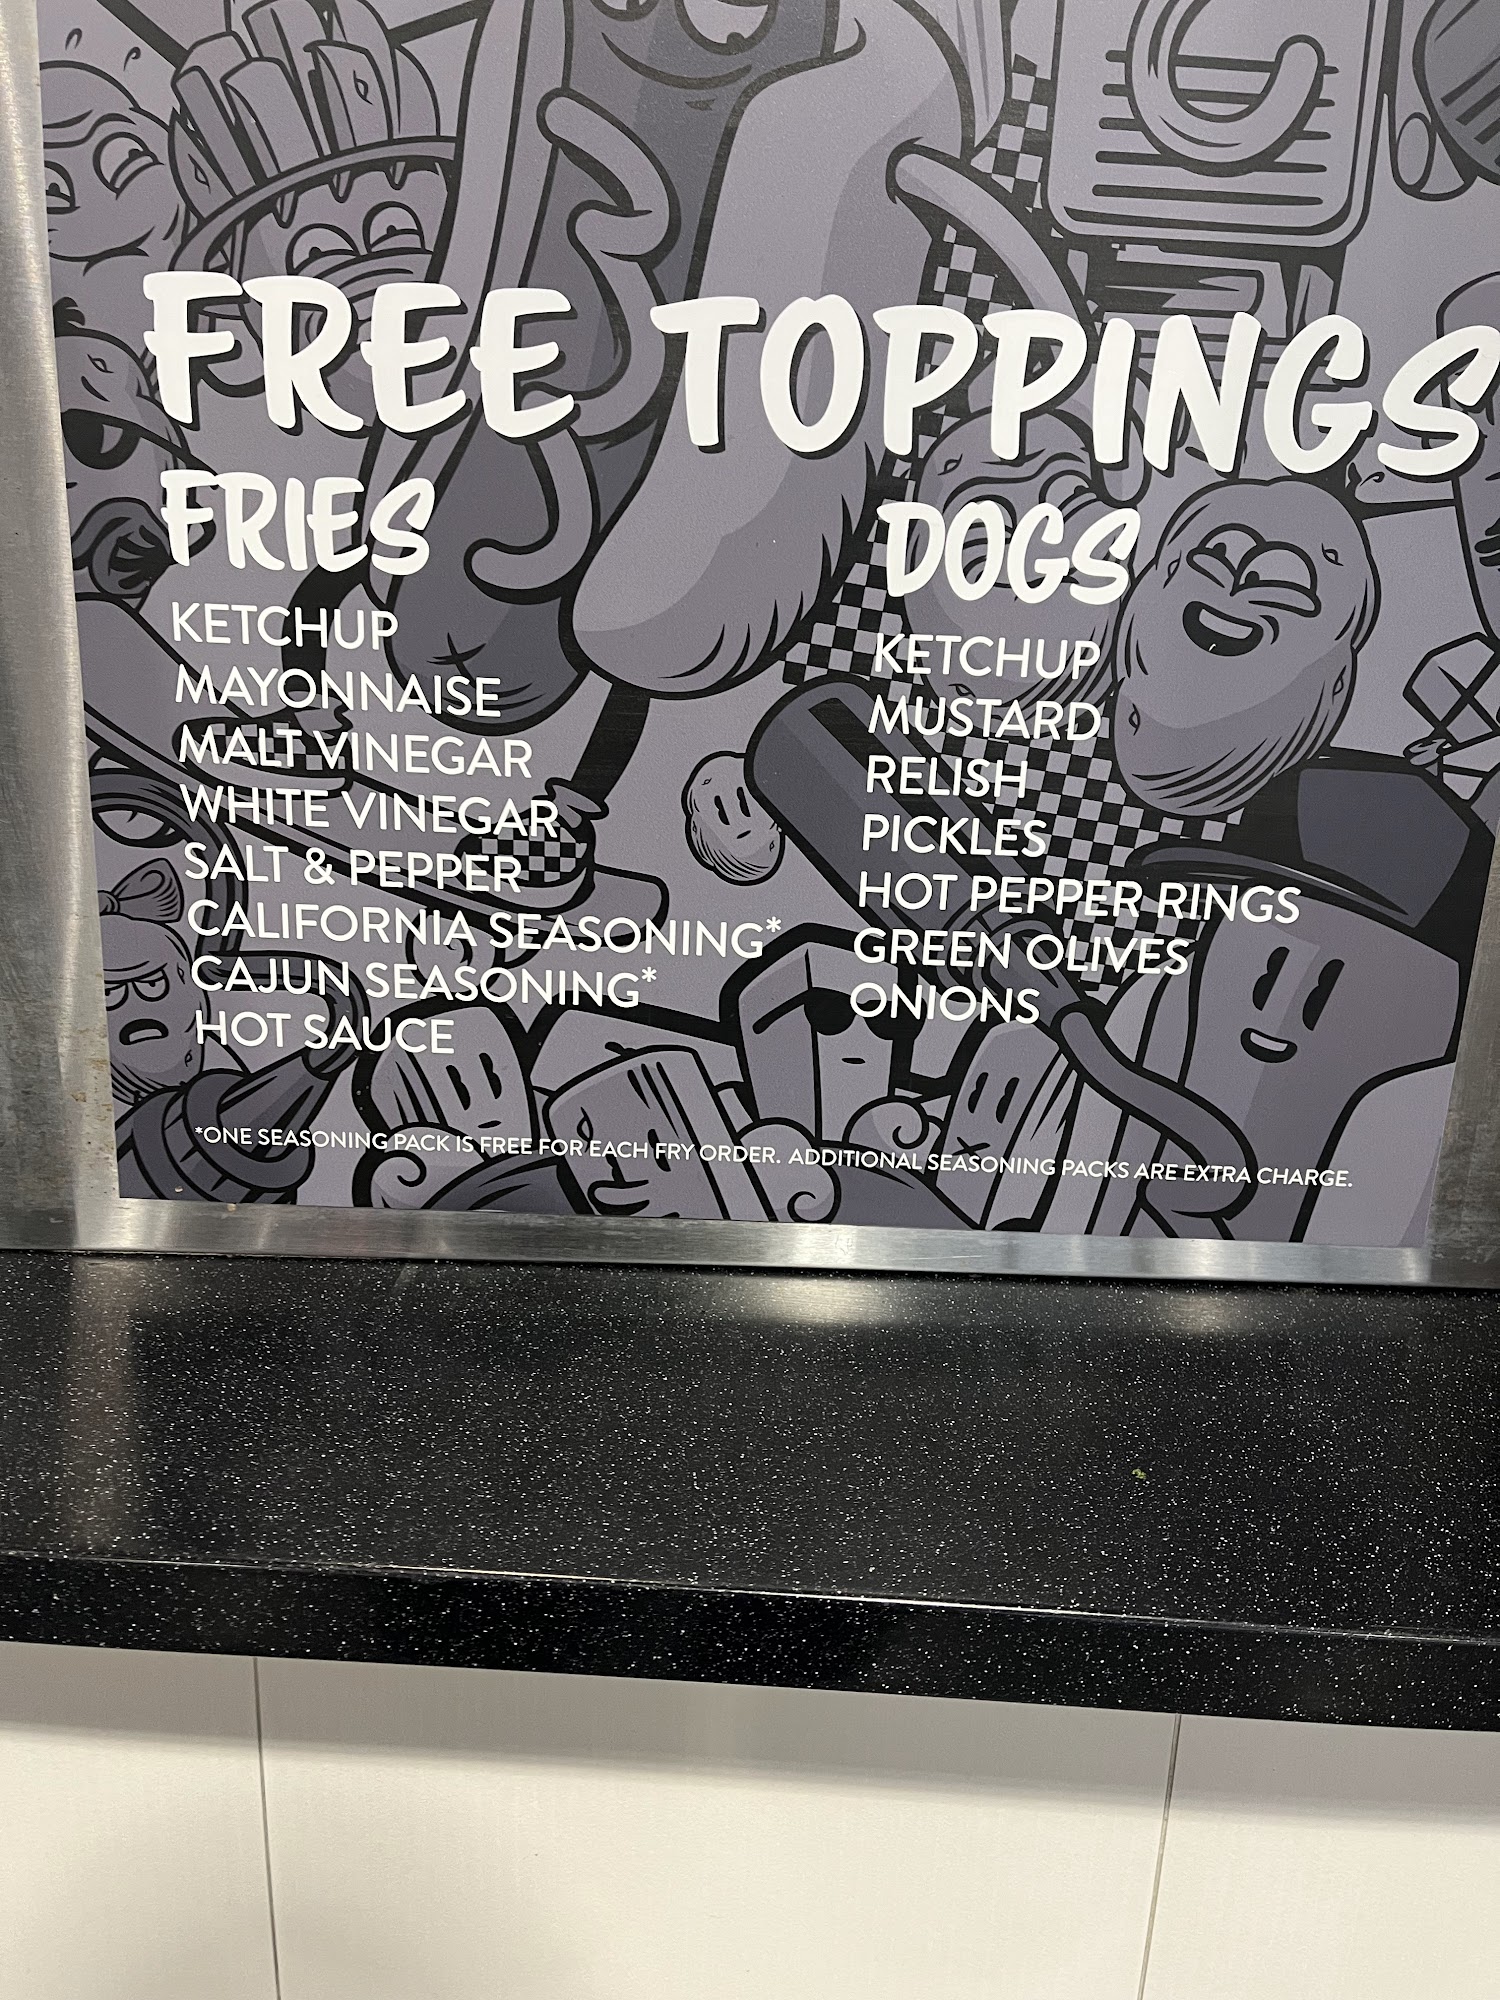 FREE TOPPINGS
FRIES
KETCHUP
MAYONNAISE
MALT VINEGAR
WHITE VINEGAR
SALT & PEPPER
CALIFORNIA SEASONING*
CAJUN SEASONING*
HOT SAUCE
DOGS
KETCHUP
MUSTARD
RELISH
PICKLES
HOT PEPPER RINGS
GREEN OLIVES
ONIONS
*ONE SEASONING PACK IS FREE FOR EACH FRY ORDER. ADDITIONAL SEASONING PACKS ARE EXTRA CHARGE.